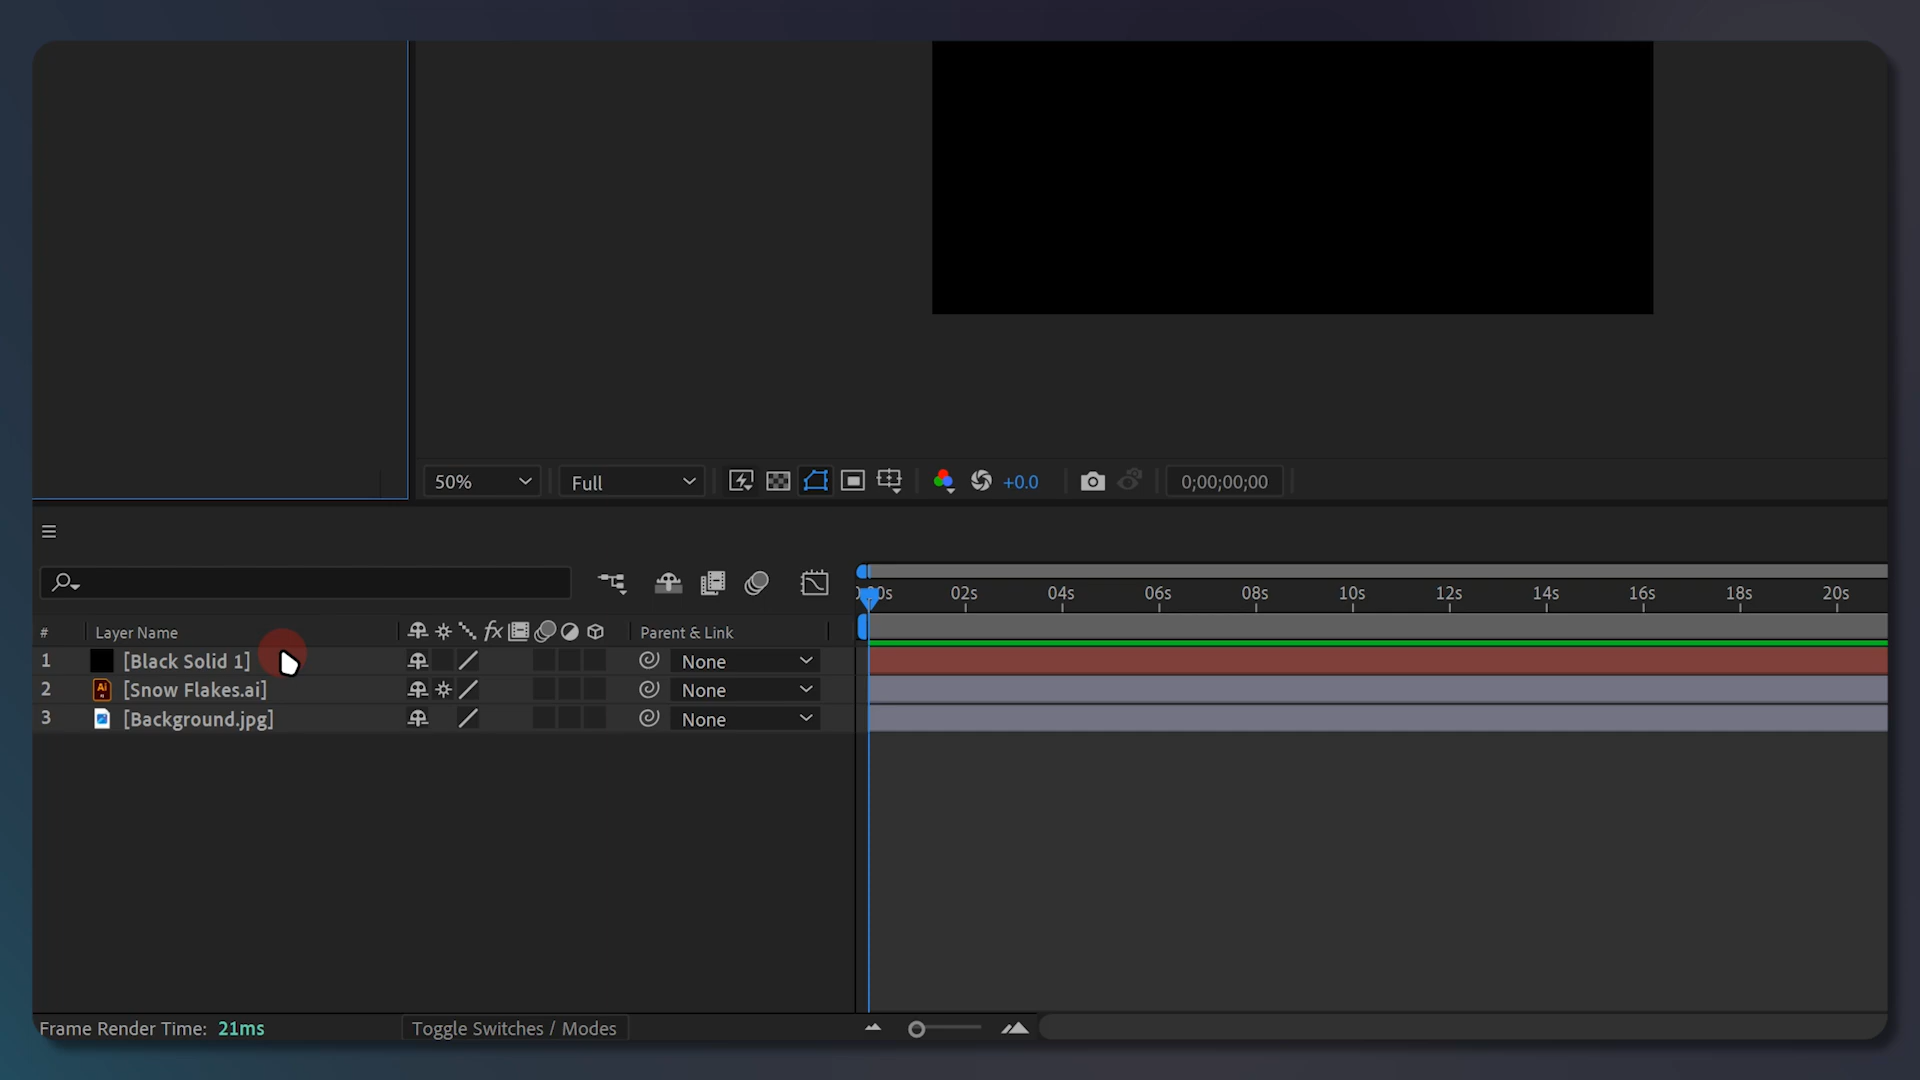 50% Full +0.0 0;00;00;00
02s 04s 06s 08s 10s 12s 14s 16s 18s 20s
# Layer Name fx Parent & Link
1 [Black Solid 1] None
2 Ai [Snow Flakes.ai] None
3 [Background.jpg] None
Frame Render Time: 21ms Toggle Switches / Modes